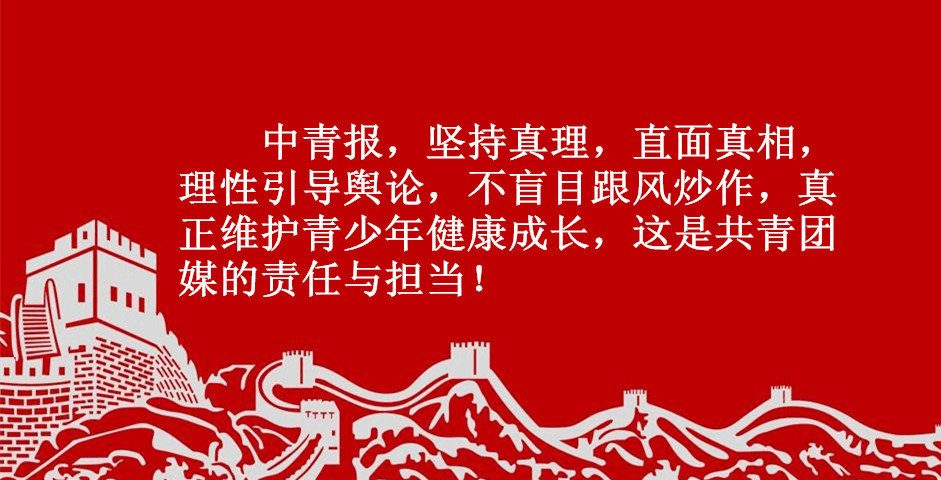 中青报，坚持真理，直面真相，
理性引导舆论，不盲目跟风炒作，真
正维护青少年健康成长，这是共青团
媒的责任与担当！